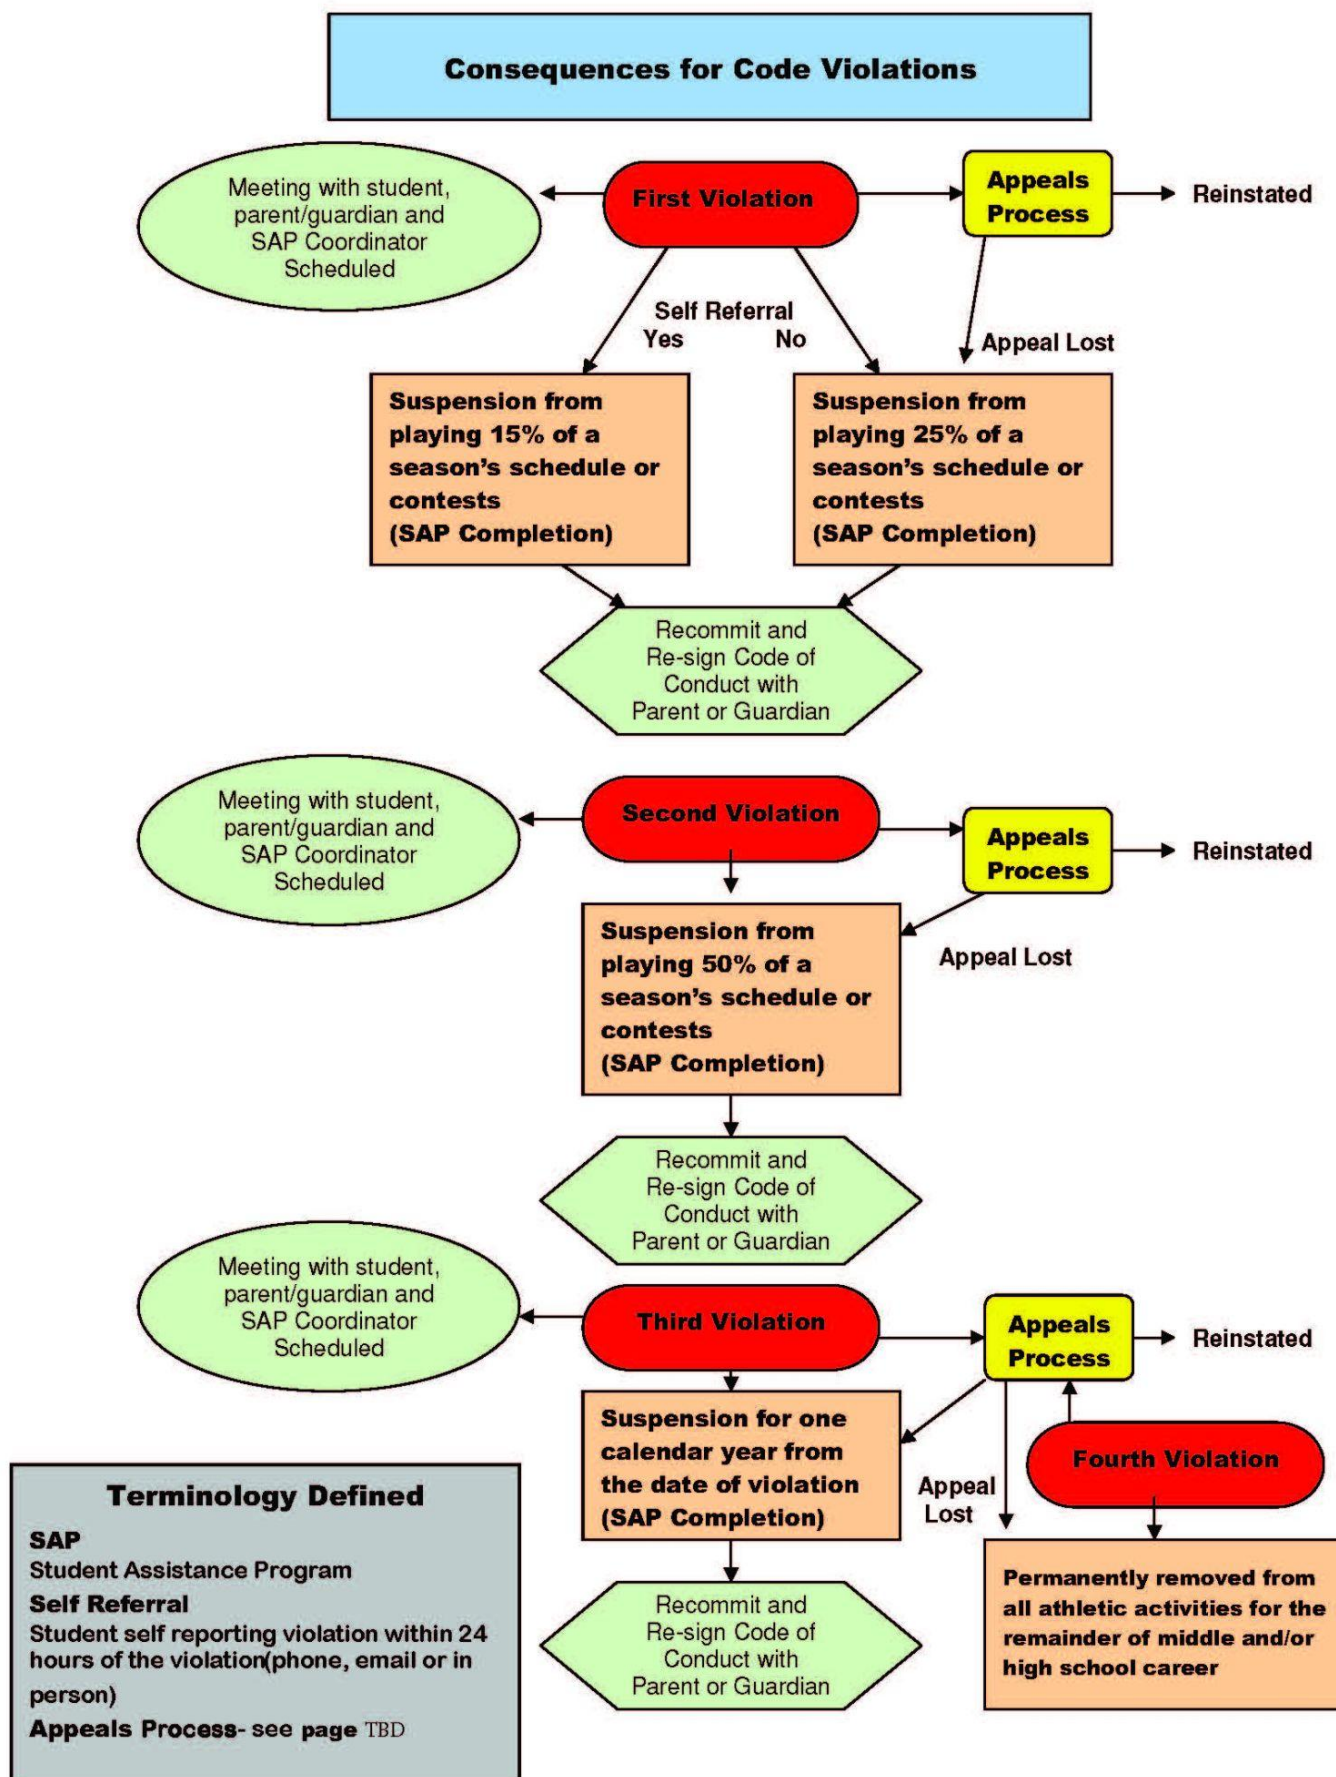 Consequences for Code Violations
Meeting with student,
parent/guardian and
SAP Coordinator
Scheduled
First Violation
Appeals
Process
Reinstated
Self Referral
Yes No
Appeal Lost
Suspension from
playing 15% of a
season's schedule or
contests
(SAP Completion)
Suspension from
playing 25% of a
season's schedule or
contests
(SAP Completion)
Recommit and
Re-sign Code of
Conduct with
Parent or Guardian
Meeting with student,
parent/guardian and
SAP Coordinator
Scheduled
Second Violation
Appeals
Process
Reinstated
Suspension from
playing 50% of a
season's schedule or
contests
(SAP Completion)
Appeal Lost
Recommit and
Re-sign Code of
Conduct with
Parent or Guardian
Meeting with student,
parent/guardian and
SAP Coordinator
Scheduled
Third Violation
Appeals
Process
Reinstated
Suspension for one
calendar year from
the date of violation
(SAP Completion)
Appeal
Lost
Fourth Violation
Permanently removed from
all athletic activities for the
remainder of middle and/or
high school career
Recommit and
Re-sign Code of
Conduct with
Parent or Guardian
Terminology Defined
SAP
Student Assistance Program
Self Referral
Student self reporting violation within 24
hours of the violation(phone, email or in
person)
Appeals Process- see page TBD